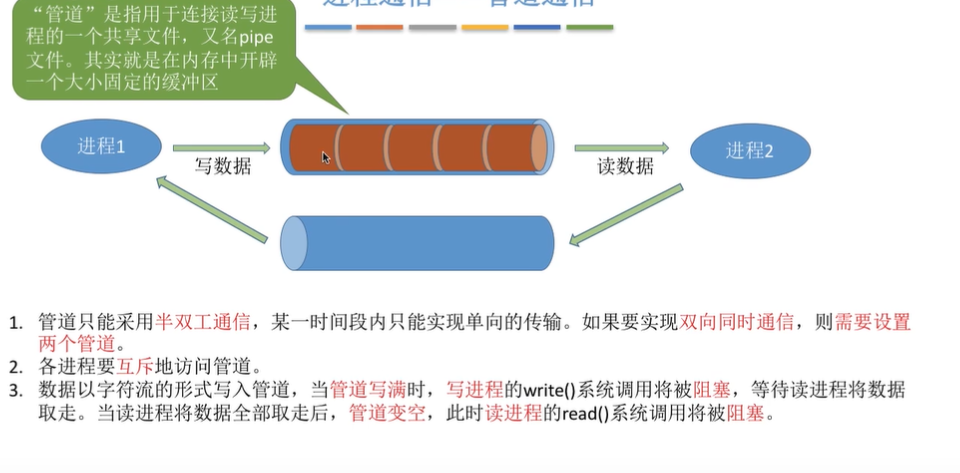 进程通信——管道通信
“管道”是指用于连接读写进
程的一个共享文件，又名pipe
文件。其实就是在内存中开辟
一个大小固定的缓冲区
进程1
写数据
读数据
进程2
1. 管道只能采用半双工通信，某一时间段内只能实现单向的传输。如果要实现双向同时通信，则需要设置
两个管道。
2. 各进程要互斥地访问管道。
3. 数据以字符流的形式写入管道，当管道写满时，写进程的write()系统调用将被阻塞，等待读进程将数据
取走。当读进程将数据全部取走后，管道变空，此时读进程的read()系统调用将被阻塞。